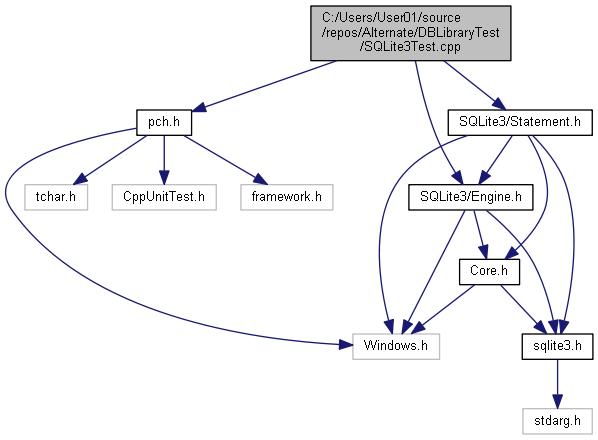 C:/Users/User01/source
/repos/Alternate/DBLibraryTest
/SQLite3Test.cpp
pch.h
SQLite3/Statement.h
tchar.h
CppUnitTest.h
framework.h
SQLite3/Engine.h
Core.h
Windows.h
sqlite3.h
stdarg.h